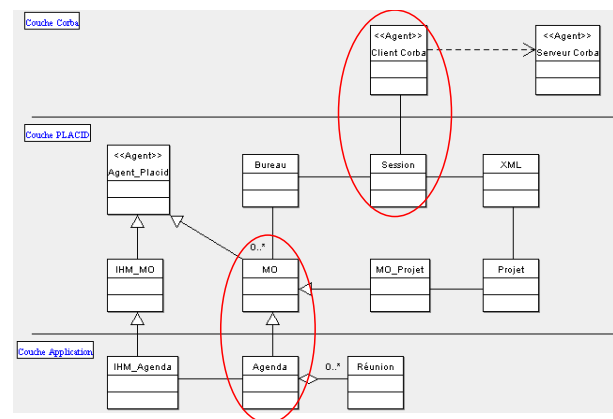 Couche Corba
<<Agent>>
Client Corba
<<Agent>>
Serveur Corba
Couche PLACID
<<Agent>>
Agent_Placid
Bureau
Session
XML
0..*
IHM_MO
MO
MO_Projet
Projet
Couche Application
IHM_Agenda
Agenda
0..*
Réunion